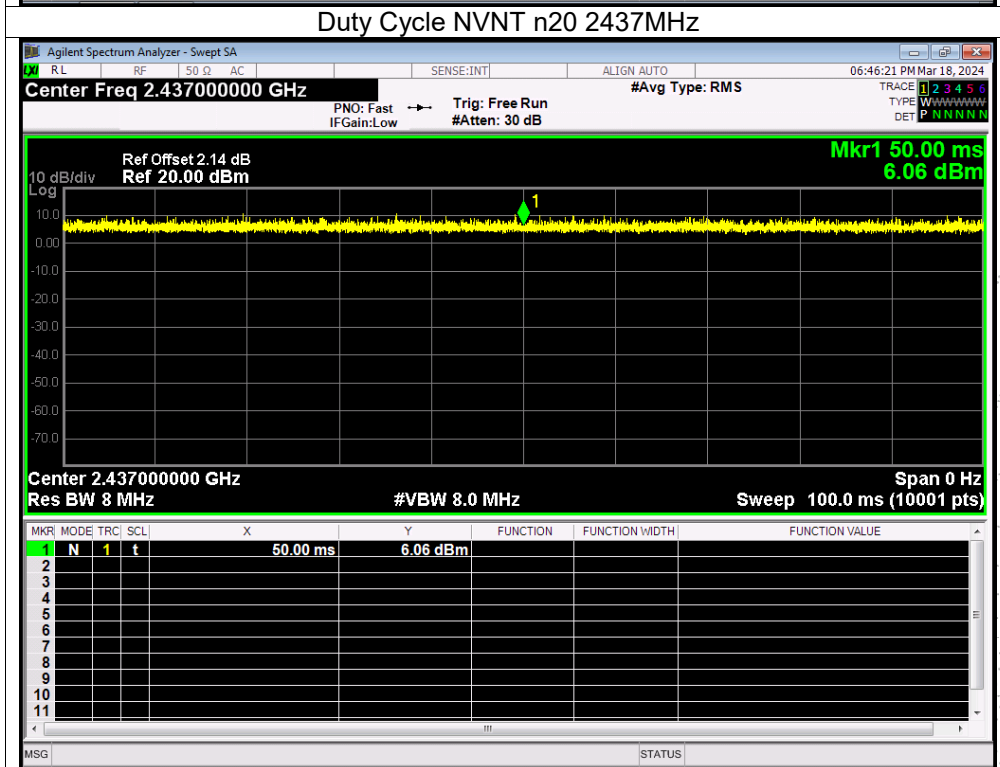 Duty Cycle NVNT n20 2437MHz
Agilent Spectrum Analyzer - Swept SA
LXI RL RF 50 Ω AC SENSE:INT ALIGN AUTO 06:46:21 PM Mar 18, 2024
Center Freq 2.437000000 GHz #Avg Type: RMS TRACE 1 2 3 4 5 6
PNO: Fast Trig: Free Run TYPE WWWWWW
IFGain:Low #Atten: 30 dB DET P N N N N N
Mkr1 50.00 ms
Ref Offset 2.14 dB
10 dB/div Ref 20.00 dBm 6.06 dBm
Log
1
10.0
0.00
-10.0
-20.0
-30.0
-40.0
-50.0
-60.0
-70.0
Center 2.437000000 GHz Span 0 Hz
Res BW 8 MHz #VBW 8.0 MHz Sweep 100.0 ms (10001 pts)
MKR MODE TRC SCL X Y FUNCTION FUNCTION WIDTH FUNCTION VALUE
1 N 1 t 50.00 ms 6.06 dBm
2
3
4
5
6
7
8
9
10
11
MSG STATUS